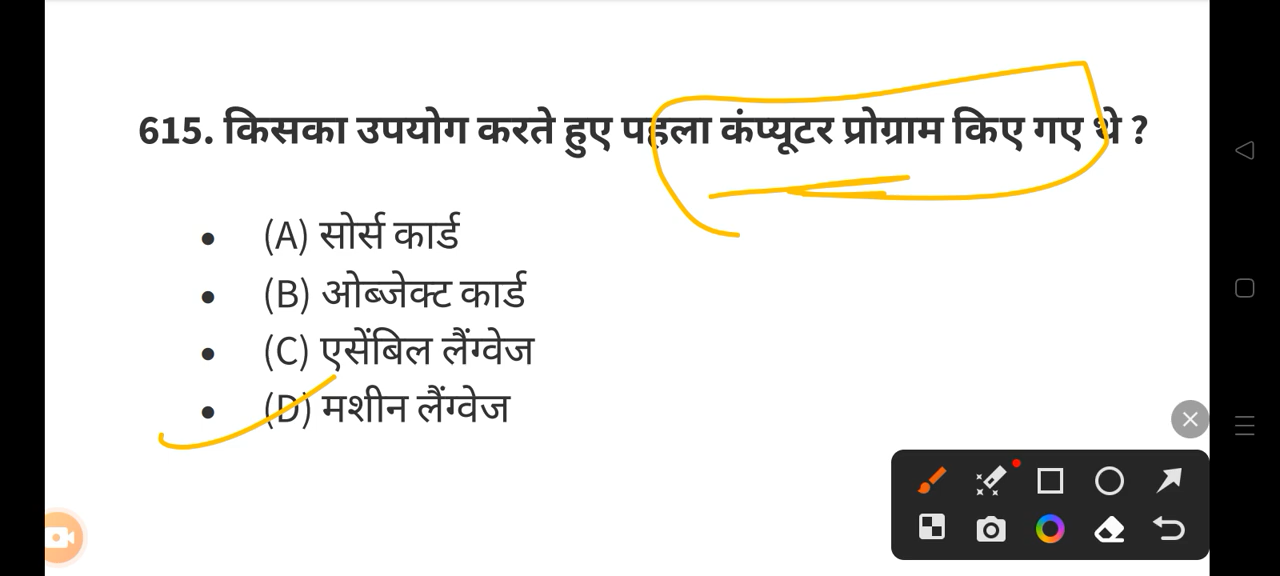 615. किसका उपयोग करते हुए पहला कंप्यूटर प्रोग्राम किए गए थे ?
• (A) सोर्स कार्ड
• (B) ओब्जेक्ट कार्ड
• (C) एसेंबिल लैंग्वेज
• (D) मशीन लैंग्वेज